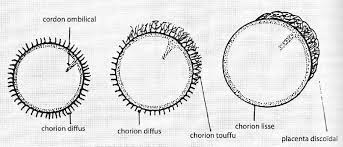 cordon ombilical
chorion diffus
chorion diffus
chorion touffu
chorion lisse
placenta discoïdal